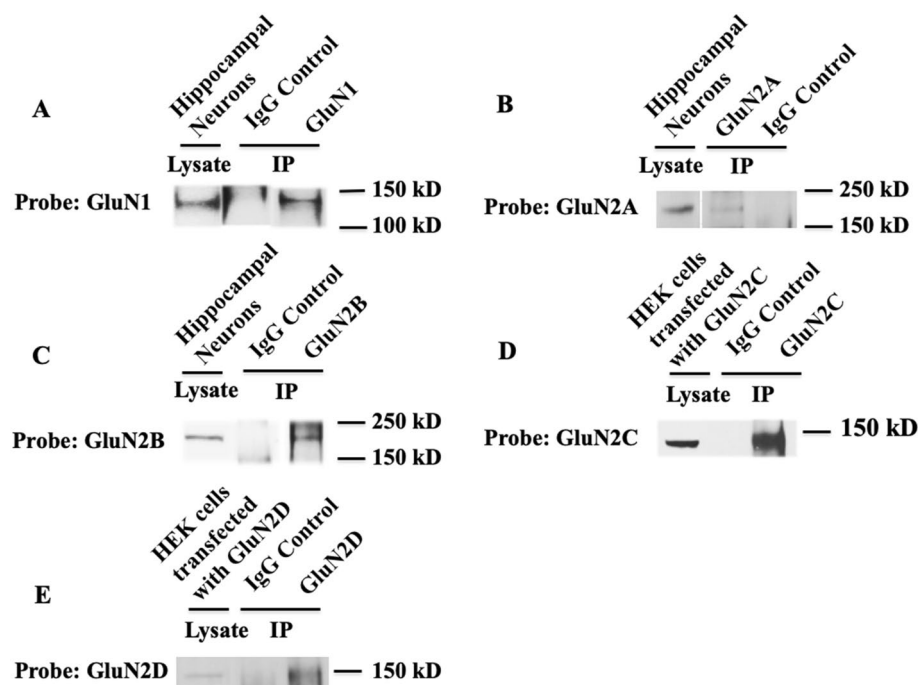 A
Hippocampal
Neurons
IgG Control
GluN1
Lysate
IP
Probe: GluN1
150 kD
100 kD
B
Hippocampal
Neurons
GluN2A
IgG Control
Lysate
IP
Probe: GluN2A
250 kD
150 kD
C
Hippocampal
Neurons
IgG Control
GluN2B
Lysate
IP
Probe: GluN2B
250 kD
150 kD
D
HEK cells
transfected
with GluN2C
IgG Control
GluN2C
Lysate
IP
Probe: GluN2C
150 kD
E
HEK cells
transfected
with GluN2D
IgG Control
GluN2D
Lysate
IP
Probe: GluN2D
150 kD